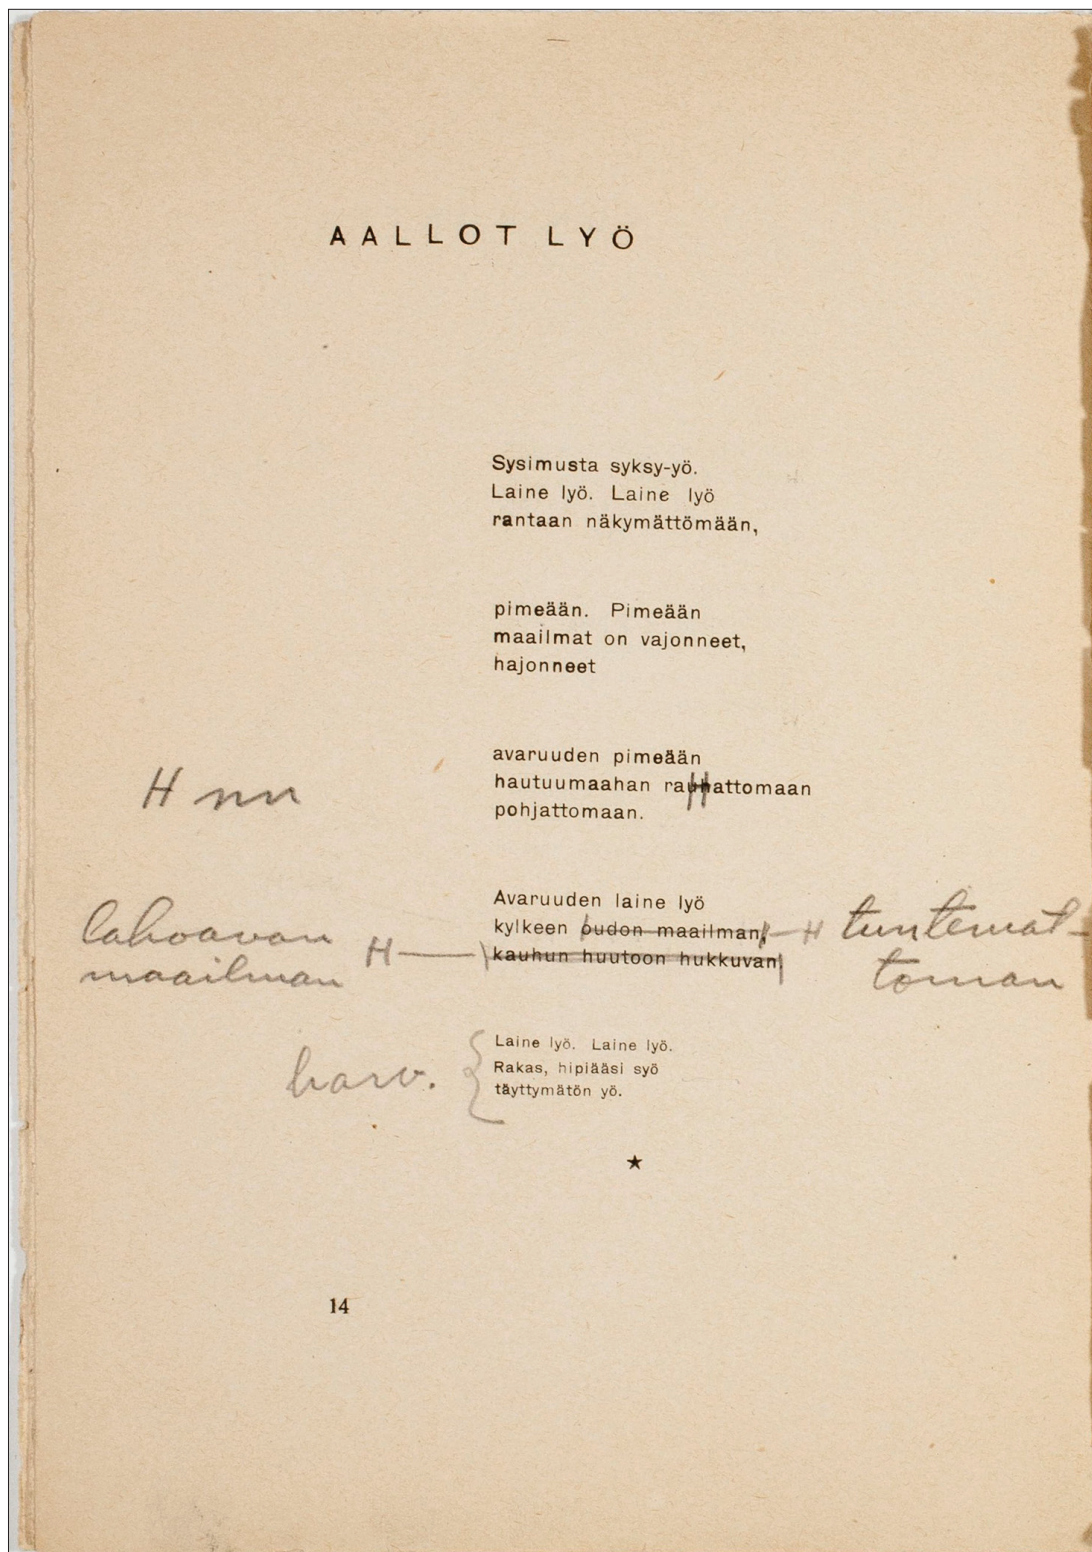 AALLOT LYÖ
Sysimusta syksy-yö.
Laine lyö. Laine lyö
rantaan näkymättömään,
pimeään. Pimeään
maailmat on vajonneet,
hajonneet
avaruuden pimeään
hautuumaahan rauhattomaan
pohjattomaan.
H nn
Avaruuden laine lyö
kylkeen oudon maailman, H tuntemat-
toman
lahoavan
maailman H kauhun huutoon hukkuvan.
harv.
Laine lyö. Laine lyö.
Rakas, hipiääsi syö
täyttymätön yö.
★
14